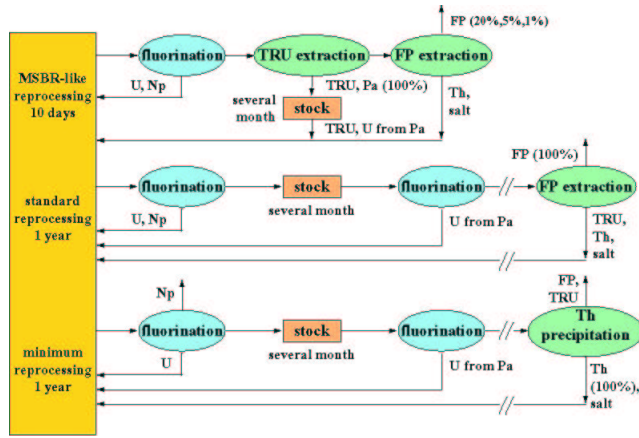 FP (20%,5%,1%)
fluorination
TRU extraction
FP extraction
MSBR-like
reprocessing
10 days
U, Np
TRU, Pa (100%)
several
month
stock
Th,
salt
TRU, U from Pa
FP (100%)
standard
reprocessing
1 year
fluorination
stock
fluorination
FP extraction
several month
U, Np
U from Pa
TRU,
Th,
salt
Np
FP,
TRU
minimum
reprocessing
1 year
fluorination
stock
fluorination
Th
precipitation
several month
U
U from Pa
Th
(100%),
salt